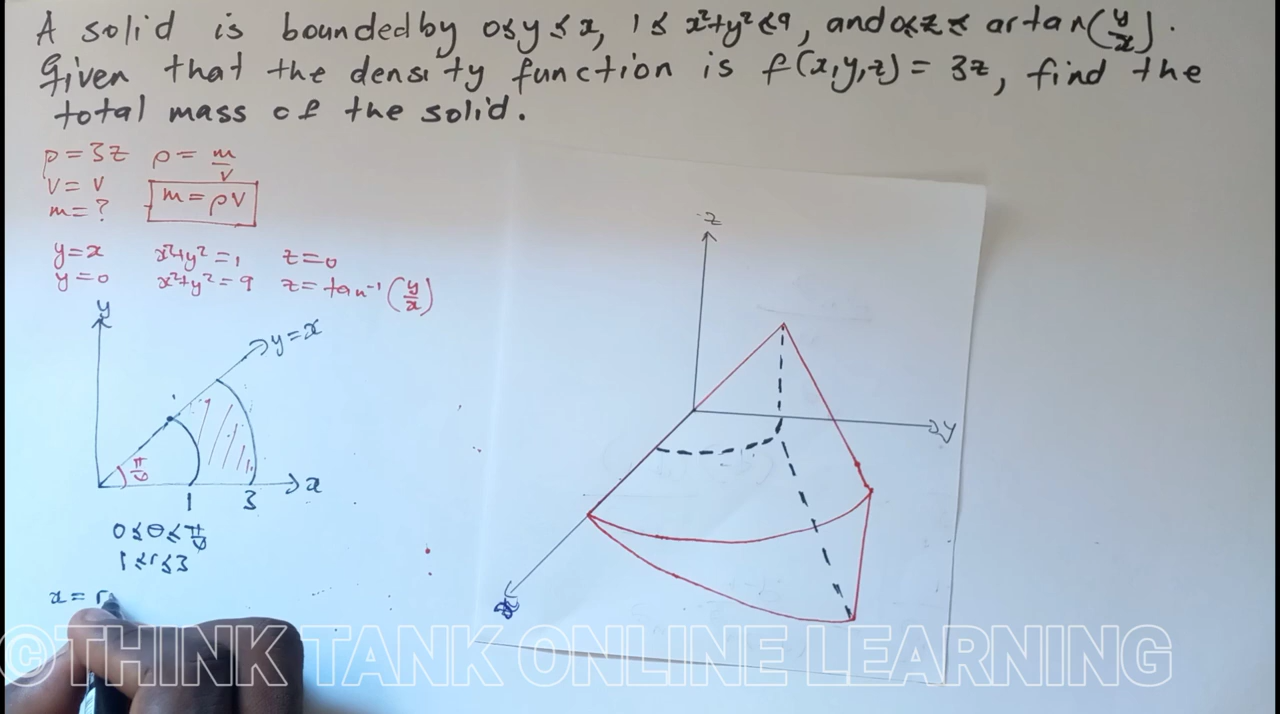 A solid is bounded by 0≤y≤x, 1≤x²+y²≤9, and 0≤z≤ artan(y/x).
Given that the density function is f(x,y,z) = 3z, find the
total mass of the solid.
ρ = 3z ρ = m/v
V = V m = ρV
m = ?
y=x x²+y²=1 z=0
y=0 x²+y²=9 z=tan⁻¹(y/x)
z
y
y=x
y
π/4
x
1 3
0≤θ≤π/4
1≤r≤3
x = r
x
©THINK TANK ONLINE LEARNING